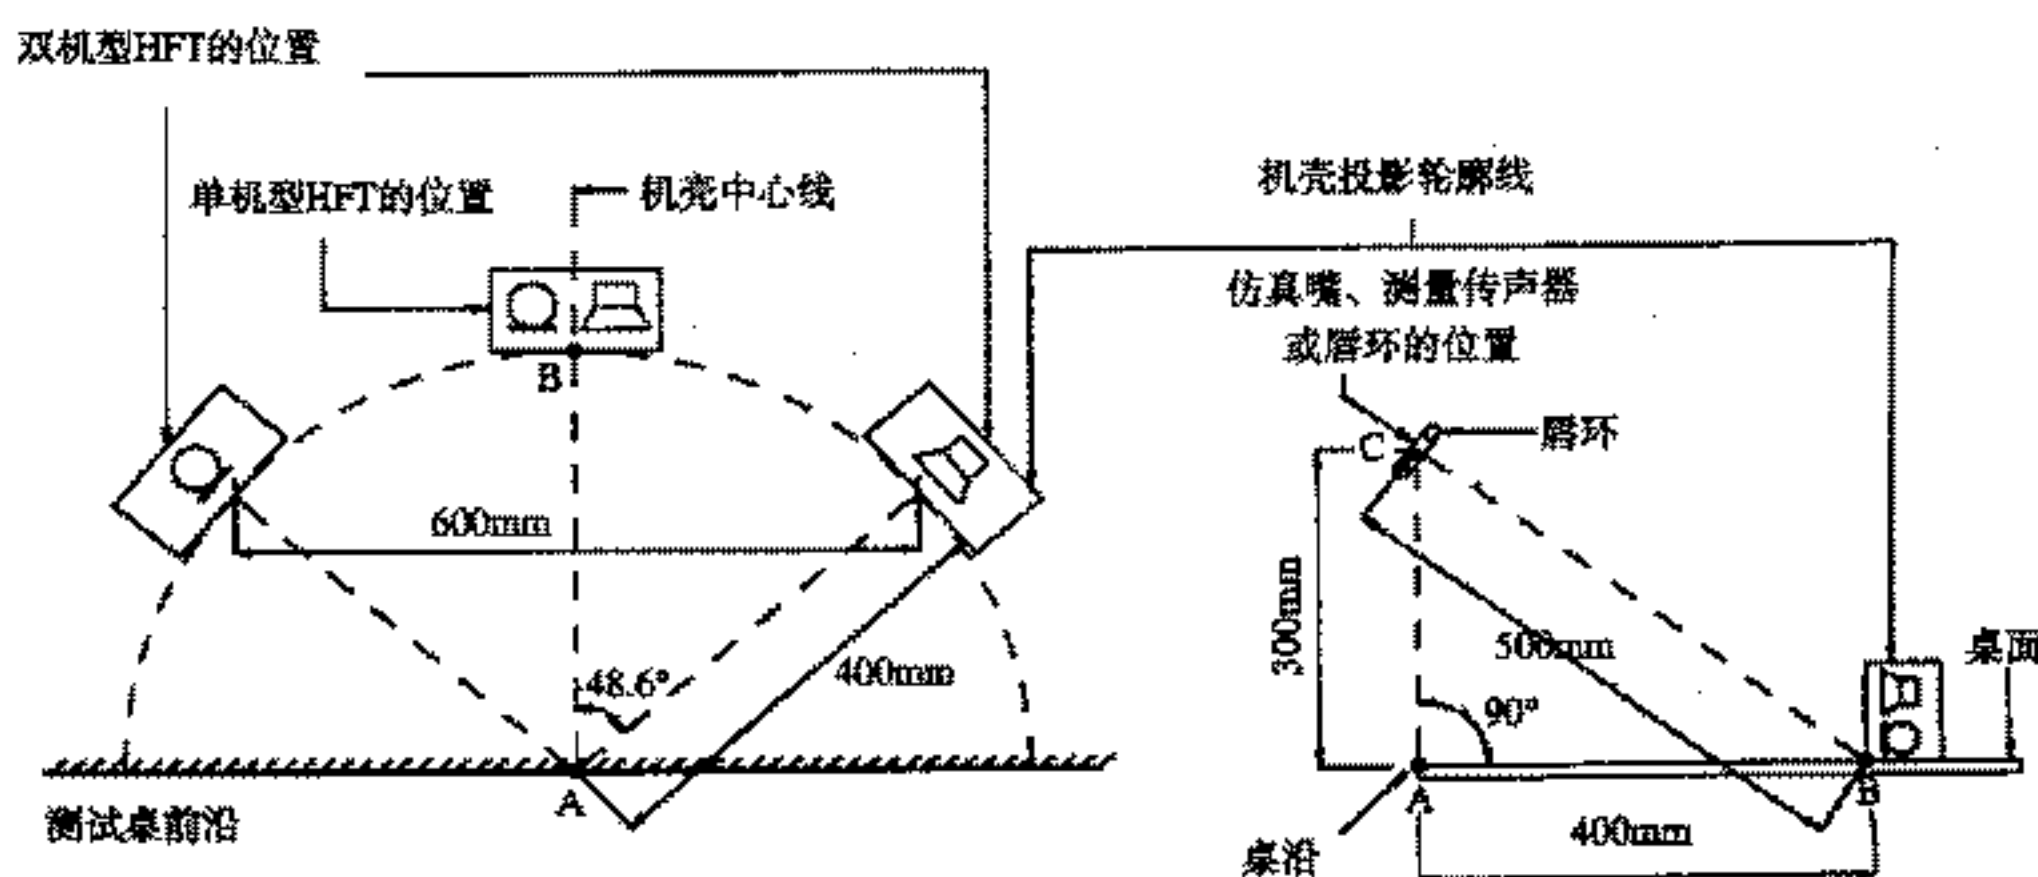 双机型HFT的位置
单机型HFT的位置
机壳中心线
B
600mm
48.6°
400mm
A
测试桌前沿
机壳投影轮廓线
仿真嘴、测量传声器
或唇环的位置
C
唇环
300mm
500mm
90°
桌面
A
B
400mm
桌沿